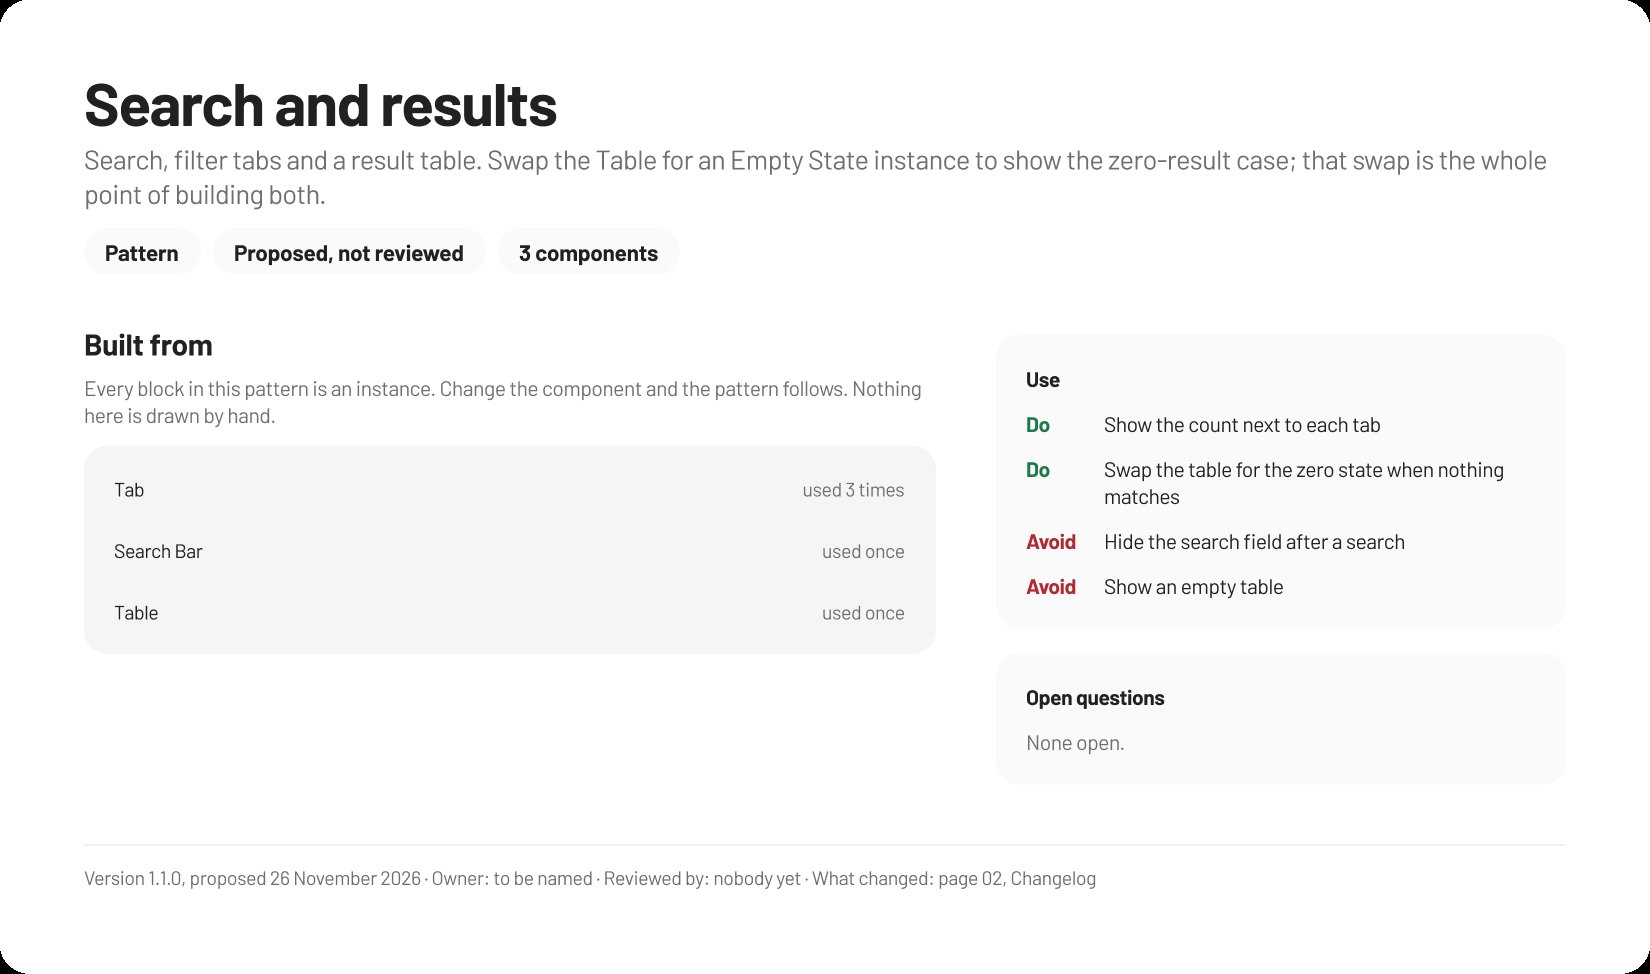 Search and results
Search, filter tabs and a result table. Swap the Table for an Empty State instance to show the zero-result case; that swap is the whole
point of building both.
Pattern
Proposed, not reviewed
3 components
Built from
Every block in this pattern is an instance. Change the component and the pattern follows. Nothing
here is drawn by hand.
Tab used 3 times
Search Bar used once
Table used once
Use
Do Show the count next to each tab
Do Swap the table for the zero state when nothing
matches
Avoid Hide the search field after a search
Avoid Show an empty table
Open questions
None open.
Version 1.1.0, proposed 26 November 2026 · Owner: to be named · Reviewed by: nobody yet · What changed: page 02, Changelog